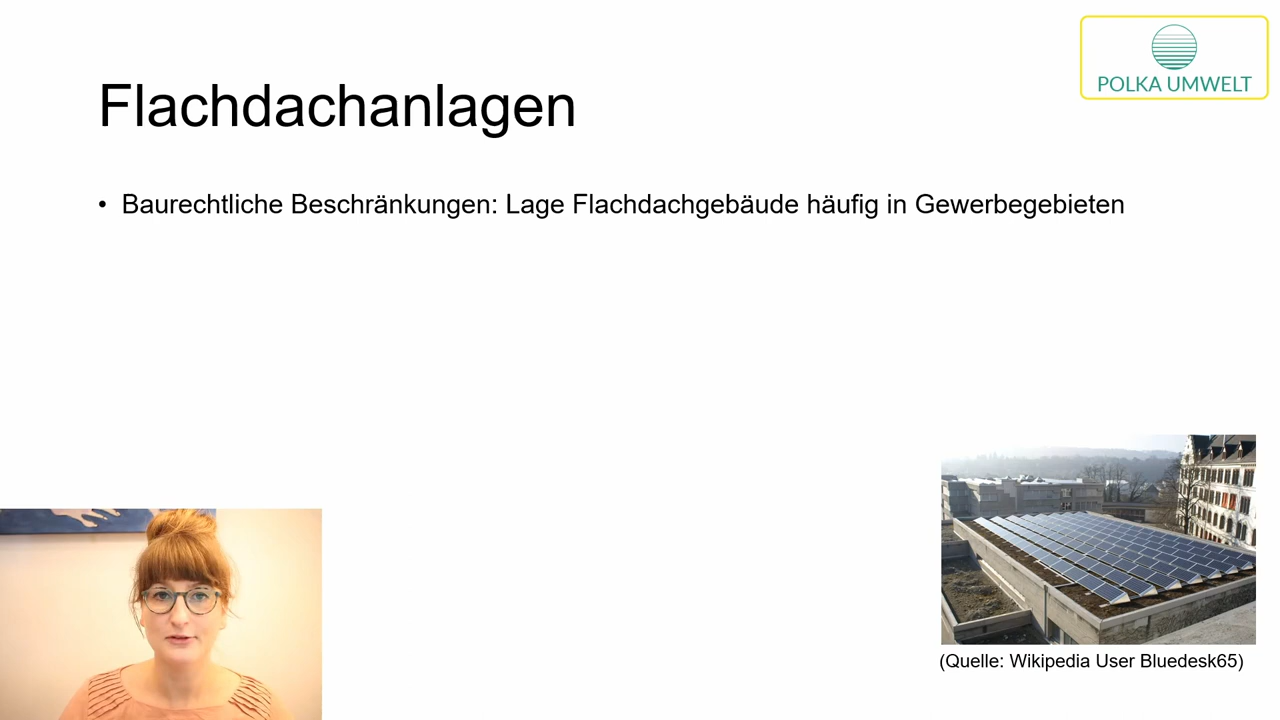 POLKA UMWELT
Flachdachanlagen
• Baurechtliche Beschränkungen: Lage Flachdachgebäude häufig in Gewerbegebieten
(Quelle: Wikipedia User Bluedesk65)